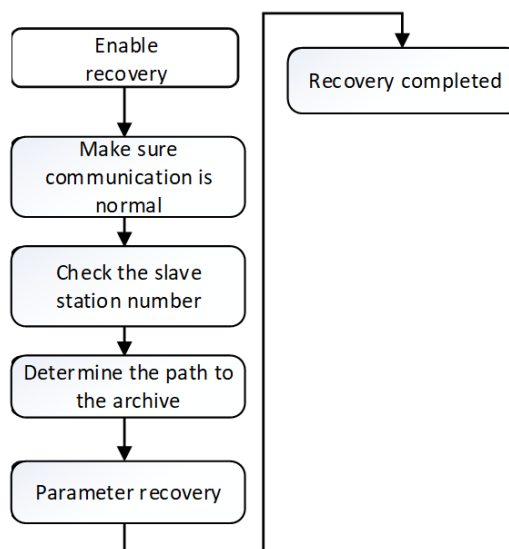 Enable
recovery
Make sure
communication is
normal
Check the slave
station number
Determine the path to
the archive
Parameter recovery
Recovery completed